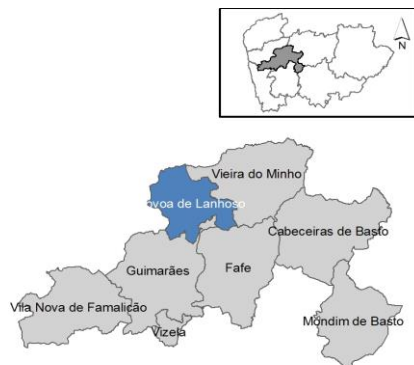 N
Vieira do Minho
ovoa de Lanhoso
Cabeceiras de Basto
Guimarães
Fafe
Vila Nova de Famalicão
Vizela
Mondim de Basto